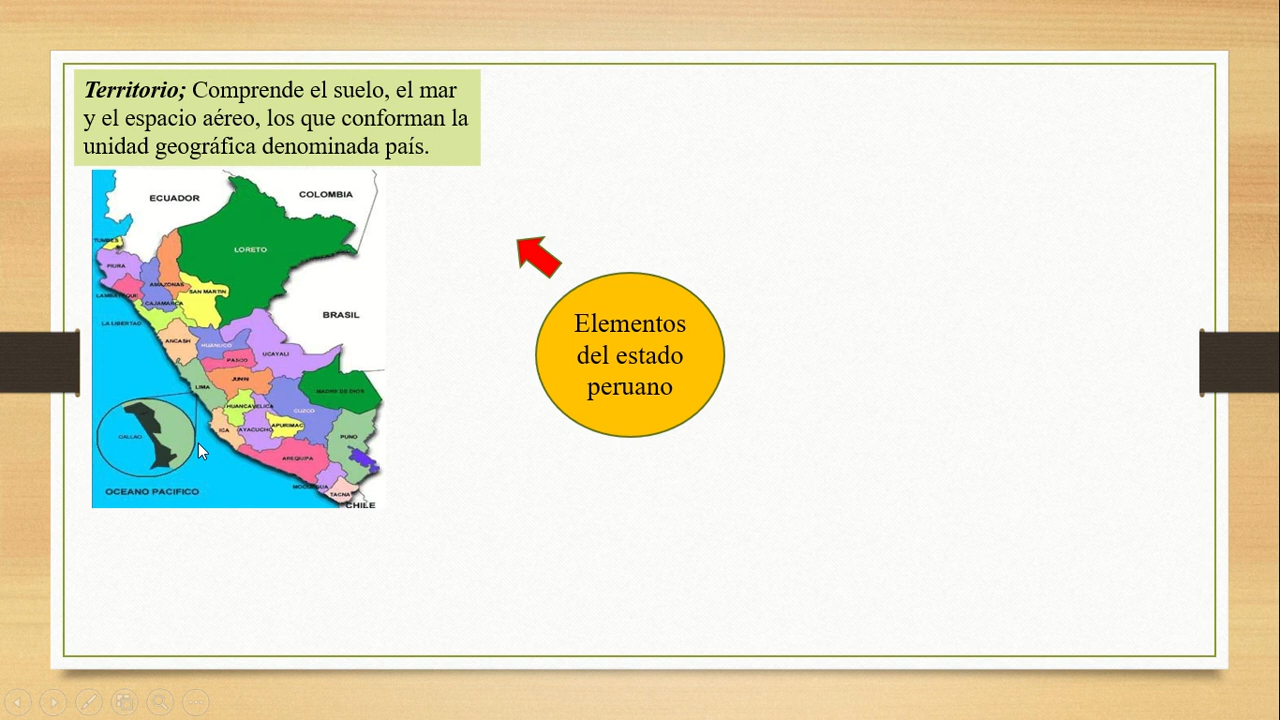 Territorio; Comprende el suelo, el mar
y el espacio aéreo, los que conforman la
unidad geográfica denominada país.
ECUADOR
COLOMBIA
TUMBES
LORETO
PIURA
AMAZONAS
SAN MARTIN
LAMBAYEQUE
CAJAMARCA
BRASIL
LA LIBERTAD
ANCASH
HUANUCO
UCAYALI
PASCO
JUNIN
LIMA
MADRE DE DIOS
HUANCAVELICA
CUZCO
ICA
AYACUCHO
APURIMAC
CALLAO
PUNO
AREQUIPA
MOQUEGUA
OCEANO PACIFICO
TACNA
CHILE
Elementos
del estado
peruano